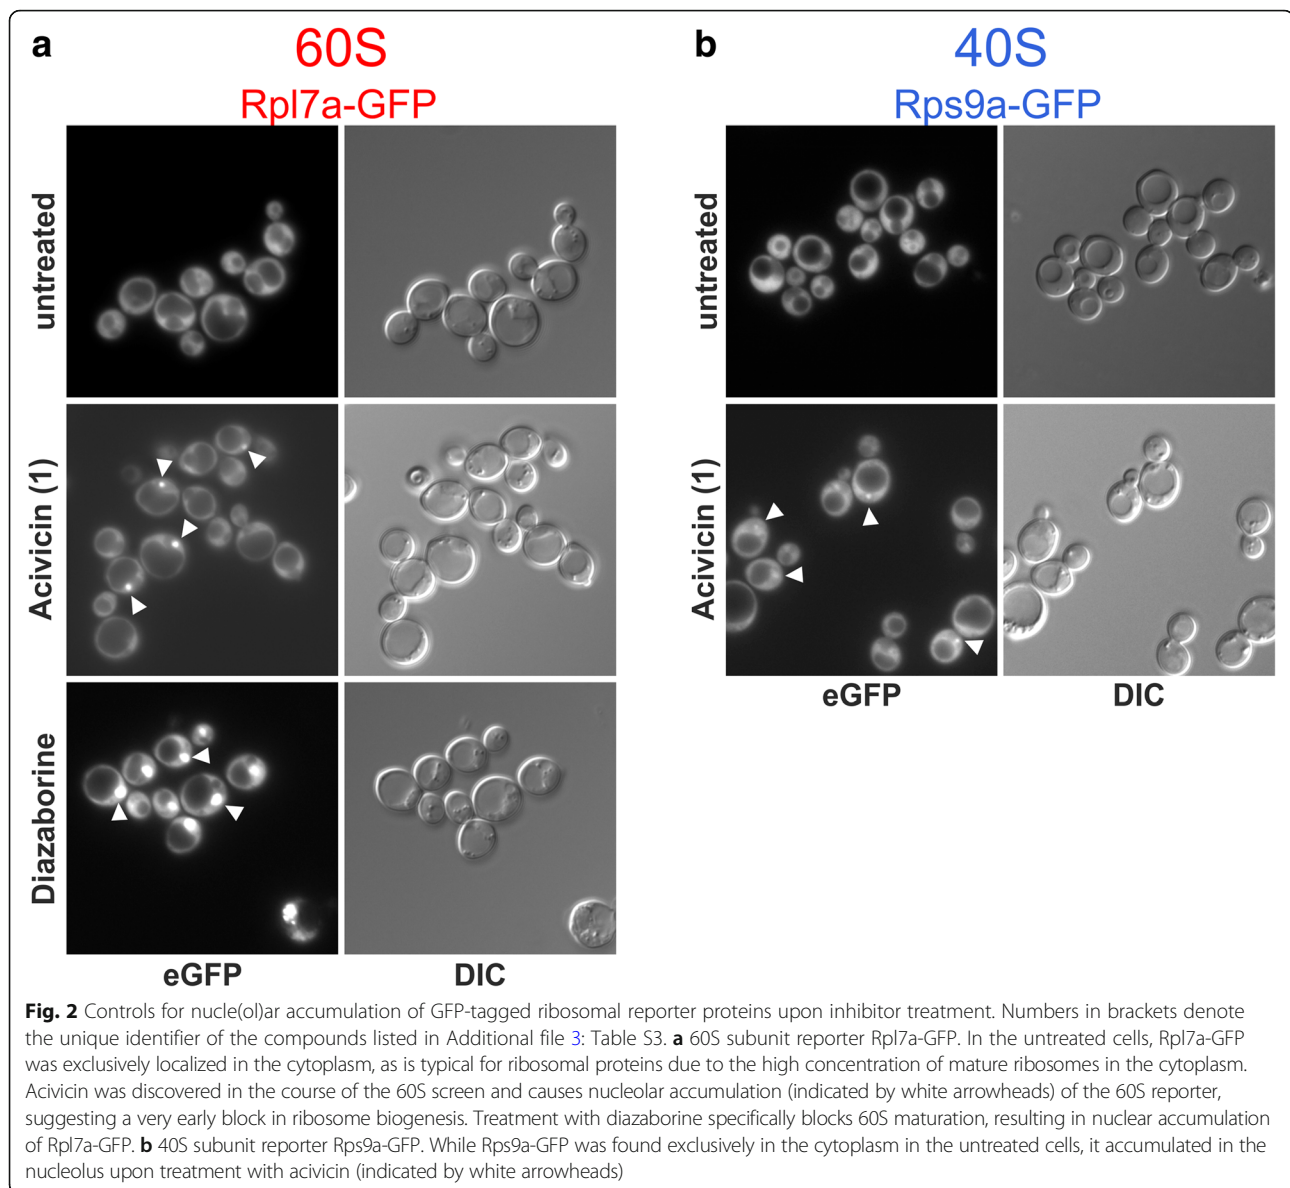 a
60S
Rpl7a-GFP
untreated
Acivicin (1)
Diazaborine
eGFP
DIC
b
40S
Rps9a-GFP
untreated
Acivicin (1)
eGFP
DIC
Fig. 2 Controls for nucle(ol)ar accumulation of GFP-tagged ribosomal reporter proteins upon inhibitor treatment. Numbers in brackets denote
the unique identifier of the compounds listed in Additional file 3: Table S3. a 60S subunit reporter Rpl7a-GFP. In the untreated cells, Rpl7a-GFP
was exclusively localized in the cytoplasm, as is typical for ribosomal proteins due to the high concentration of mature ribosomes in the cytoplasm.
Acivicin was discovered in the course of the 60S screen and causes nucleolar accumulation (indicated by white arrowheads) of the 60S reporter,
suggesting a very early block in ribosome biogenesis. Treatment with diazaborine specifically blocks 60S maturation, resulting in nuclear accumulation
of Rpl7a-GFP. b 40S subunit reporter Rps9a-GFP. While Rps9a-GFP was found exclusively in the cytoplasm in the untreated cells, it accumulated in the
nucleolus upon treatment with acivicin (indicated by white arrowheads)